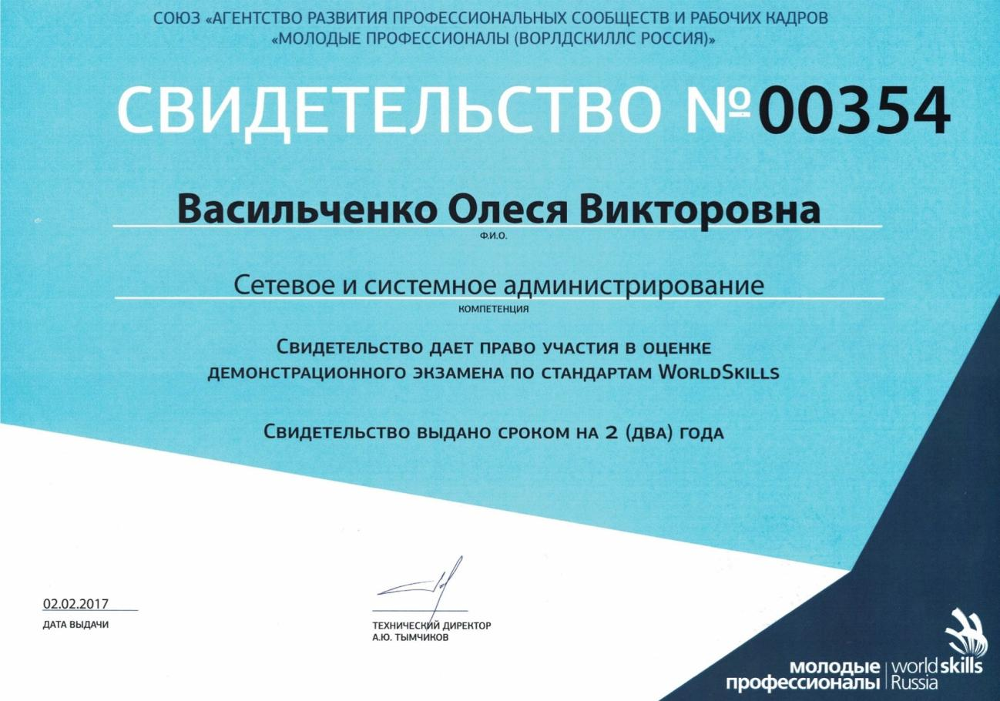 СОЮЗ «АГЕНТСТВО РАЗВИТИЯ ПРОФЕССИОНАЛЬНЫХ СООБЩЕСТВ И РАБОЧИХ КАДРОВ
«МОЛОДЫЕ ПРОФЕССИОНАЛЫ (ВОРЛДСКИЛЛС РОССИЯ)»
СВИДЕТЕЛЬСТВО №00354
Васильченко Олеся Викторовна
Ф.И.О.
Сетевое и системное администрирование
КОМПЕТЕНЦИЯ
Свидетельство дает право участия в оценке
демонстрационного экзамена по стандартам WorldSkills
Свидетельство выдано сроком на 2 (два) года
02.02.2017
ДАТА ВЫДАЧИ
ТЕХНИЧЕСКИЙ ДИРЕКТОР
А.Ю. ТЫМЧИКОВ
молодые профессионалы
worldskills Russia